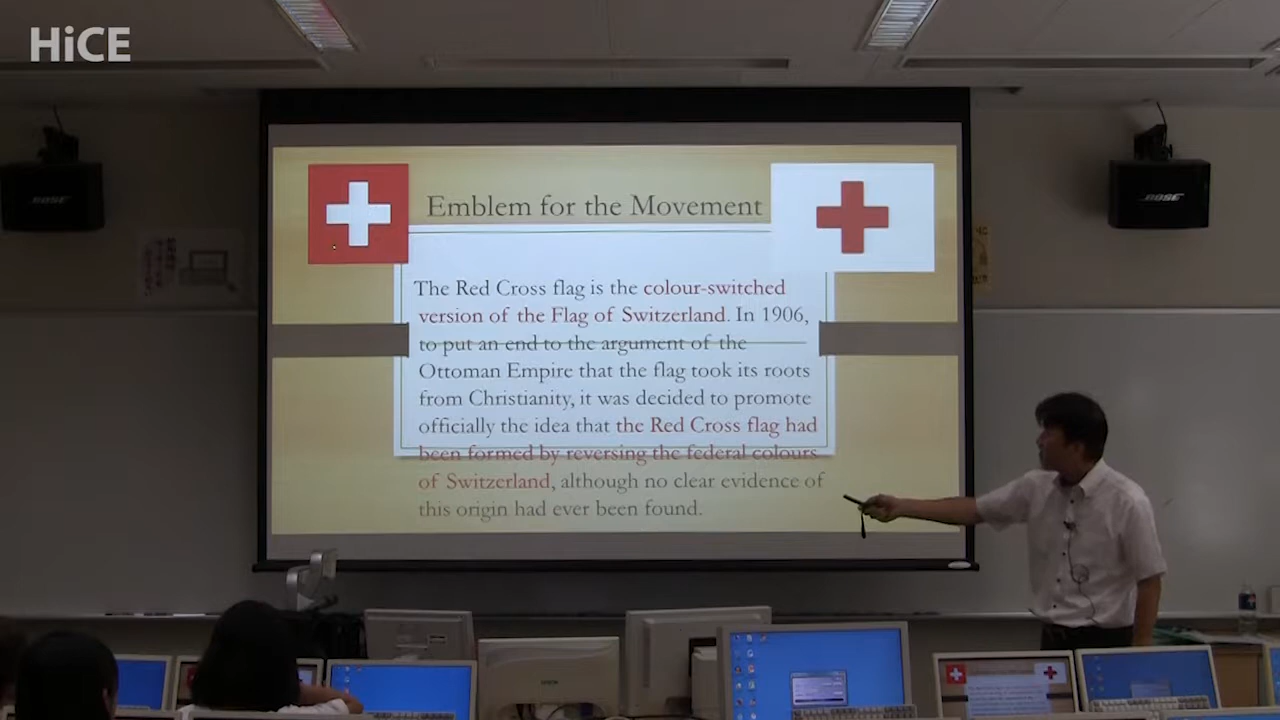 HiCE
Emblem for the Movement
The Red Cross flag is the colour-switched
version of the Flag of Switzerland. In 1906,
to put an end to the argument of the
Ottoman Empire that the flag took its roots
from Christianity, it was decided to promote
officially the idea that the Red Cross flag had
been formed by reversing the federal colours
of Switzerland, although no clear evidence of
this origin had ever been found.
BOSE
BOSE
EPSON